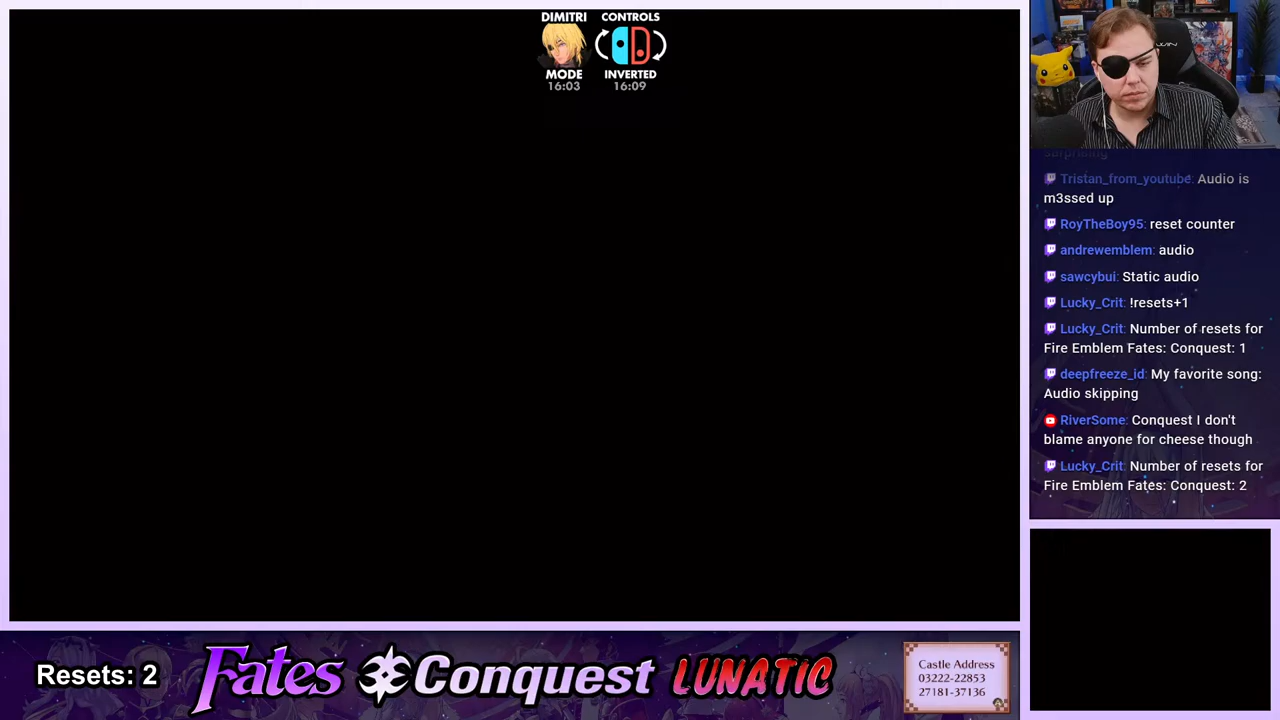 DIMITRI
MODE
16:03
CONTROLS
INVERTED
16:09
surprising
Tristan_from_youtube: Audio is
m3ssed up
RoyTheBoy95: reset counter
andrewemblem: audio
sawcybui: Static audio
Lucky_Crit: !resets+1
Lucky_Crit: Number of resets for
Fire Emblem Fates: Conquest: 1
deepfreeze_id: My favorite song:
Audio skipping
RiverSome: Conquest I don't
blame anyone for cheese though
Lucky_Crit: Number of resets for
Fire Emblem Fates: Conquest: 2
Resets: 2
Fates Conquest LUNATIC
Castle Address
03222-22853
27181-37136